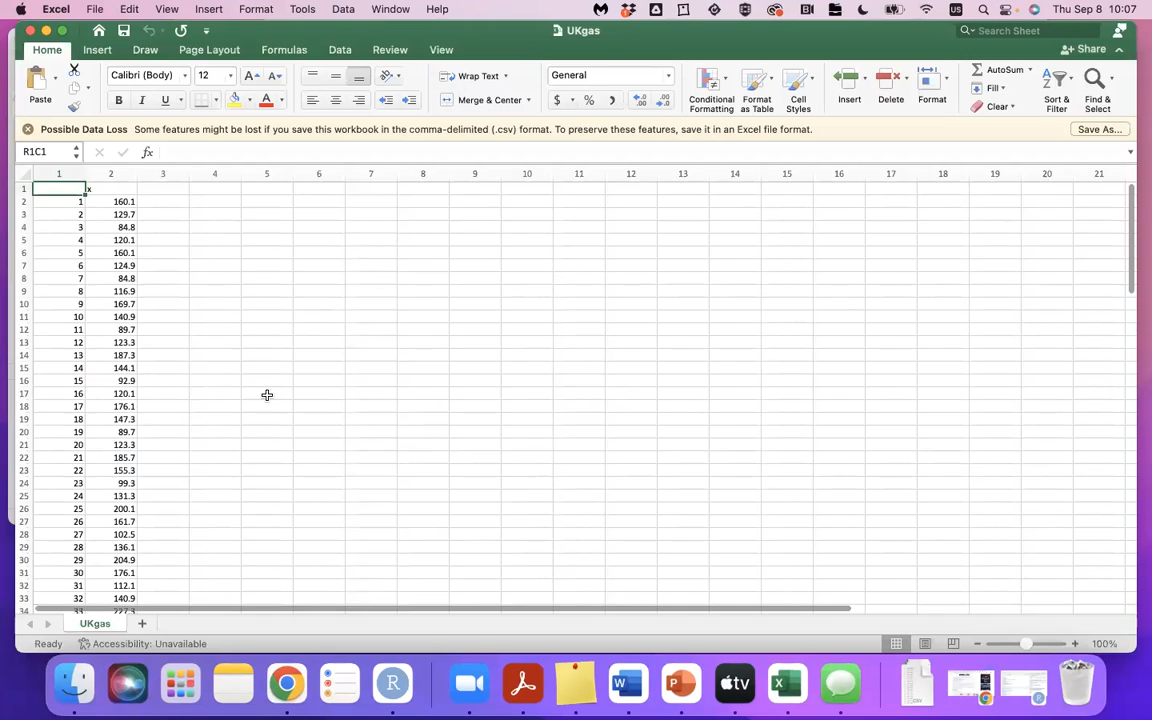 Excel File Edit View Insert Format Tools Data Window Help Thu Sep 8 10:07
UKgas
Search Sheet
Home Insert Draw Page Layout Formulas Data Review View Share
Paste
Calibri (Body) 12
B I U
Wrap Text
Merge & Center
General
$ %
Conditional Formatting
Format as Table
Cell Styles
Insert
Delete
Format
AutoSum
Fill
Clear
Sort & Filter
Find & Select
Possible Data Loss Some features might be lost if you save this workbook in the comma-delimited (.csv) format. To preserve these features, save it in an Excel file format. Save As...
R1C1 fx
1 2 3 4 5 6 7 8 9 10 11 12 13 14 15 16 17 18 19 20 21
1 x
2 1 160.1
3 2 129.7
4 3 84.8
5 4 120.1
6 5 160.1
7 6 124.9
8 7 84.8
9 8 116.9
10 9 169.7
11 10 140.9
12 11 89.7
13 12 123.3
14 13 187.3
15 14 144.1
16 15 92.9
17 16 120.1
18 17 176.1
19 18 147.3
20 19 89.7
21 20 123.3
22 21 185.7
23 22 155.3
24 23 99.3
25 24 131.3
26 25 200.1
27 26 161.7
28 27 102.5
29 28 136.1
30 29 204.9
31 30 176.1
32 31 112.1
33 32 140.9
34 33 227.3
UKgas
Ready Accessibility: Unavailable 100%